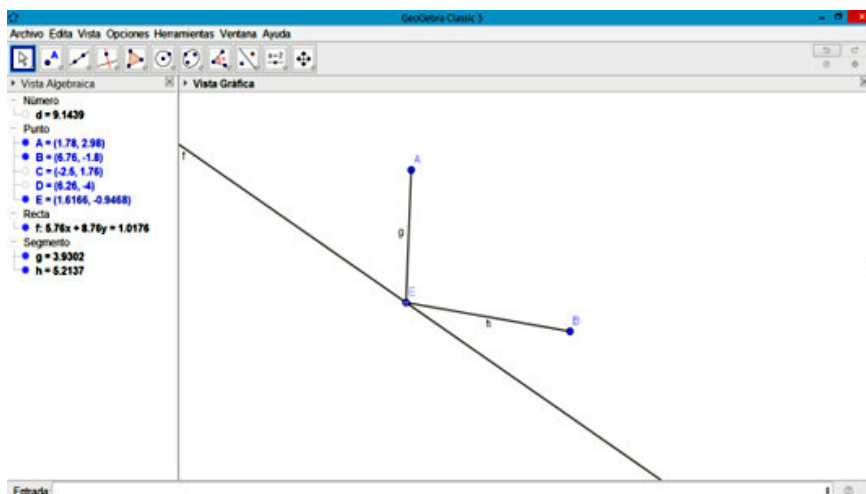 GeoGebra Classic 5
Archivo Edita Vista Opciones Herramientas Ventana Ayuda
A
a=2
Vista Algebraica
Vista Gráfica
Número
d = 9.1439
Punto
A = (1.78, 2.98)
B = (6.76, -1.8)
C = (-2.5, 1.76)
D = (6.26, -4)
E = (1.6166, -0.9468)
Recta
f: 5.76x + 8.76y = 1.0176
Segmento
g = 3.9302
h = 5.2137
f
A
g
E
h
B
Entrada: